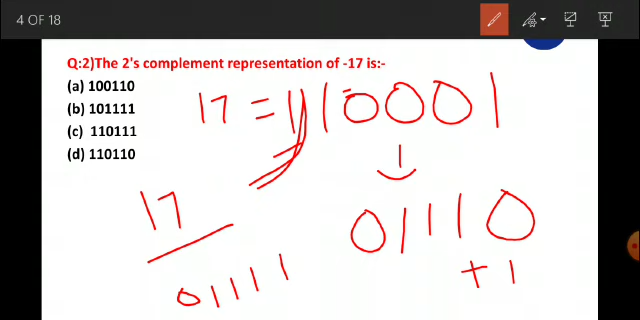 4 OF 18
Q:2)The 2's complement representation of -17 is:-
(a) 100110
(b) 101111
(c) 110111
(d) 110110
17 = 10001
01110
+ 1
17
01111